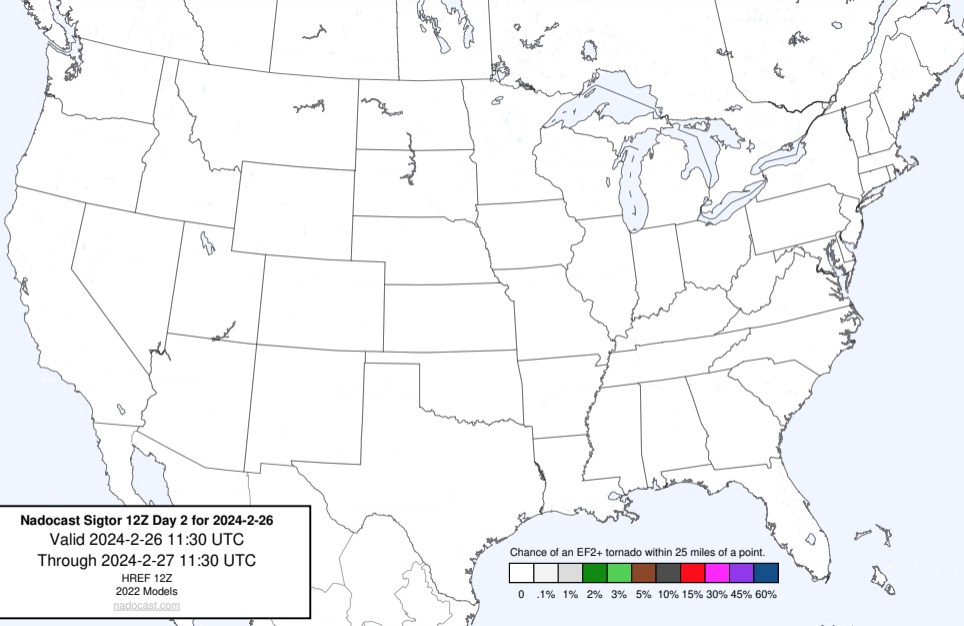 Nadocast Sigtor 12Z Day 2 for 2024-2-26
Valid 2024-2-26 11:30 UTC
Through 2024-2-27 11:30 UTC
HREF 12Z
2022 Models
nadocast.com
Chance of an EF2+ tornado within 25 miles of a point.
0 .1% 1% 2% 3% 5% 10% 15% 30% 45% 60%